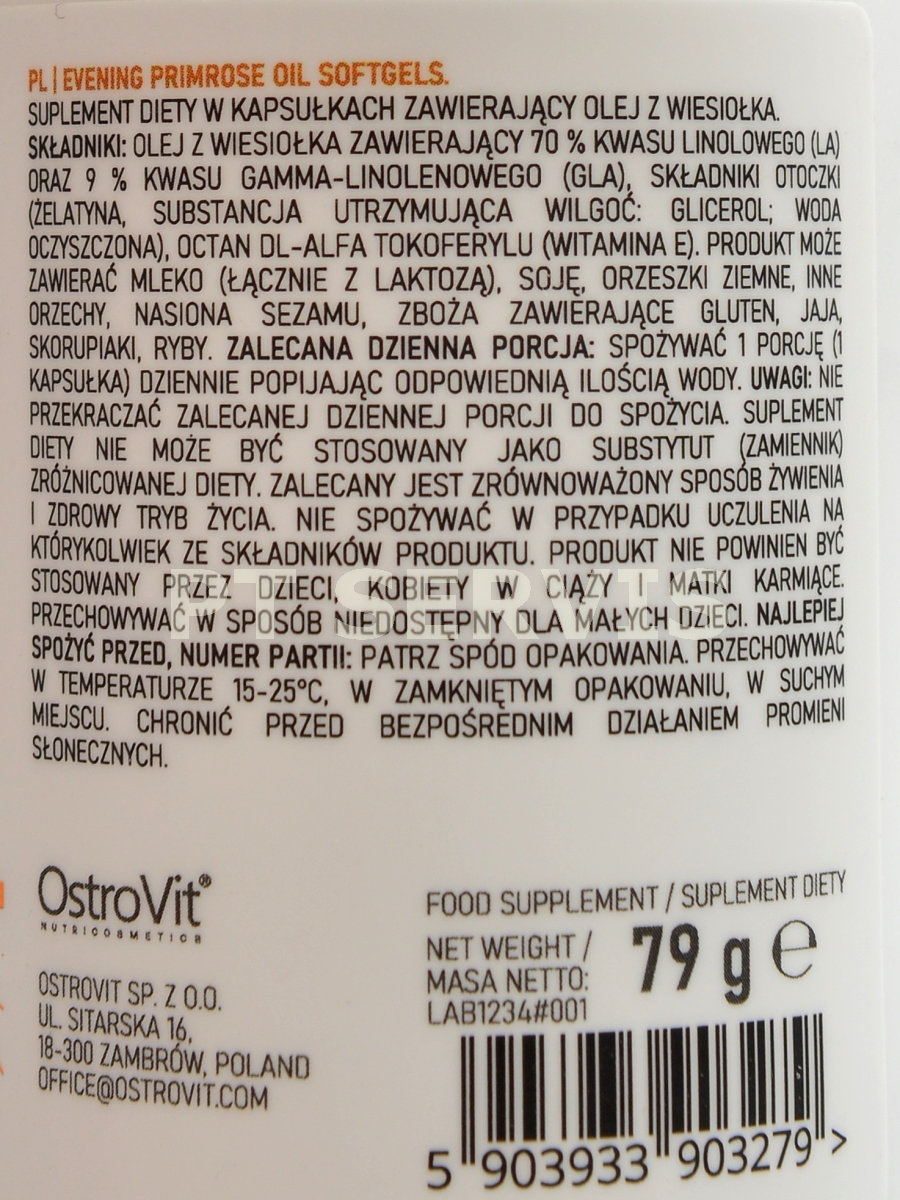 PL | EVENING PRIMROSE OIL SOFTGELS.
SUPLEMENT DIETY W KAPSUŁKACH ZAWIERAJĄCY OLEJ Z WIESIOŁKA.
SKŁADNIKI: OLEJ Z WIESIOŁKA ZAWIERAJĄCY 70 % KWASU LINOLOWEGO (LA)
ORAZ 9 % KWASU GAMMA-LINOLENOWEGO (GLA), SKŁADNIKI OTOCZKI
(ŻELATYNA, SUBSTANCJA UTRZYMUJĄCA WILGOĆ: GLICEROL; WODA
OCZYSZCZONA), OCTAN DL-ALFA TOKOFERYLU (WITAMINA E). PRODUKT MOŻE
ZAWIERAĆ MLEKO (ŁĄCZNIE Z LAKTOZĄ), SOJĘ, ORZESZKI ZIEMNE, INNE
ORZECHY, NASIONA SEZAMU, ZBOŻA ZAWIERAJĄCE GLUTEN, JAJA,
SKORUPIAKI, RYBY. ZALECANA DZIENNA PORCJA: SPOŻYWAĆ 1 PORCJĘ (1
KAPSUŁKA) DZIENNIE POPIJAJĄC ODPOWIEDNIĄ ILOŚCIĄ WODY. UWAGI: NIE
PRZEKRACZAĆ ZALECANEJ DZIENNEJ PORCJI DO SPOŻYCIA. SUPLEMENT
DIETY NIE MOŻE BYĆ STOSOWANY JAKO SUBSTYTUT (ZAMIENNIK)
ZRÓŻNICOWANEJ DIETY. ZALECANY JEST ZRÓWNOWAŻONY SPOSÓB ŻYWIENIA
I ZDROWY TRYB ŻYCIA. NIE SPOŻYWAĆ W PRZYPADKU UCZULENIA NA
KTÓRYKOLWIEK ZE SKŁADNIKÓW PRODUKTU. PRODUKT NIE POWINIEN BYĆ
STOSOWANY PRZEZ DZIECI, KOBIETY W CIĄŻY I MATKI KARMIĄCE.
PRZECHOWYWAĆ W SPOSÓB NIEDOSTĘPNY DLA MAŁYCH DZIECI. NAJLEPIEJ
SPOŻYĆ PRZED, NUMER PARTII: PATRZ SPÓD OPAKOWANIA. PRZECHOWYWAĆ
W TEMPERATURZE 15-25°C, W ZAMKNIĘTYM OPAKOWANIU, W SUCHYM
MIEJSCU. CHRONIĆ PRZED BEZPOŚREDNIM DZIAŁANIEM PROMIENI
SŁONECZNYCH.
OstroVit®
NUTRICOSMETICS
OSTROVIT SP. Z O.O.
UL. SITARSKA 16,
18-300 ZAMBRÓW, POLAND
OFFICE@OSTROVIT.COM
FOOD SUPPLEMENT / SUPLEMENT DIETY
NET WEIGHT /
MASA NETTO:
79 g e
LAB1234#001
5 903933 903279 >